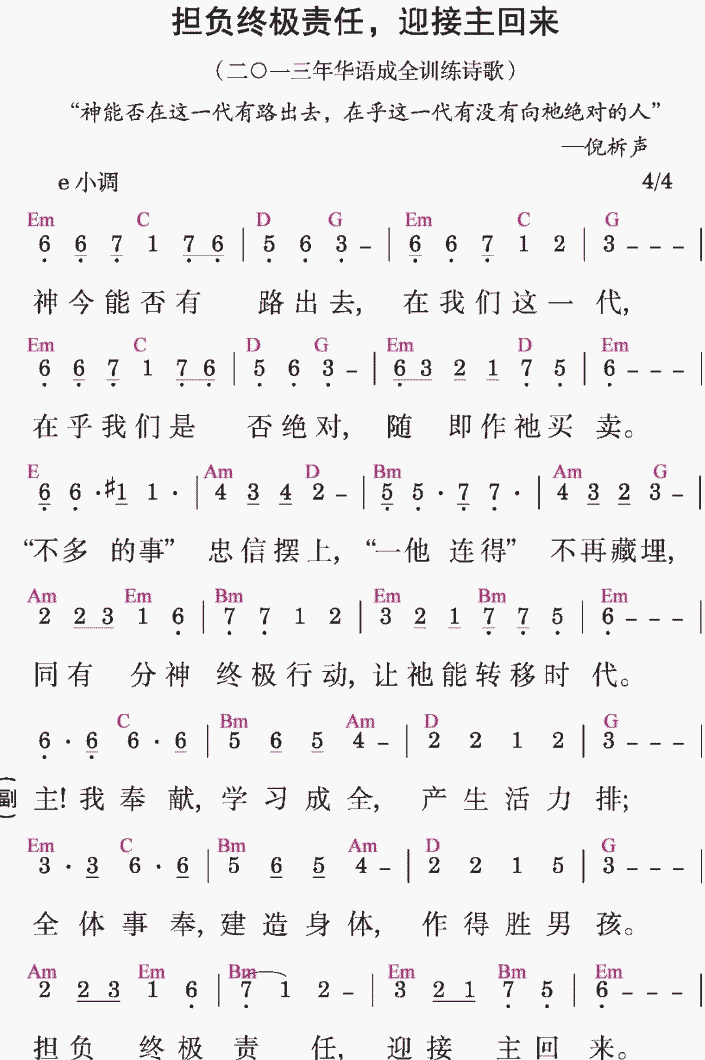 担负终极责任，迎接主回来
（二〇一三年华语成全训练诗歌）
“神能否在这一代有路出去，在乎这一代有没有向祂绝对的人”
—倪柝声
e小调 4/4
Em C D G Em C G
6 6 7 1 7 6 | 5 6 3 – | 6 6 7 1 2 | 3 – – – |
神今能否有 路出去, 在我们这一 代,
Em C D G Em D Em
6 6 7 1 7 6 | 5 6 3 – | 6 3 2 1 7 5 | 6 – – – |
在乎我们是 否绝对, 随 即作祂买 卖。
E Am D Bm Am G
6 6 · #1 1 · | 4 3 4 2 – | 5 5 · 7 7 · | 4 3 2 3 – |
“不多 的事” 忠信摆上, “一他 连得” 不再藏埋,
Am Em Bm Em Bm Em
2 2 3 1 6 | 7 7 1 2 | 3 2 1 7 7 5 | 6 – – – |
同有 分神 终极行动, 让祂能转移时 代。
C Bm Am D G
6 · 6 6 · 6 | 5 6 5 4 – | 2 2 1 2 | 3 – – – |
（副） 主!我奉 献, 学习成全, 产生活力 排;
Em C Bm Am D G
3 · 3 6 · 6 | 5 6 5 4 – | 2 2 1 5 | 3 – – – |
全体事奉, 建造身体, 作得胜男 孩。
Am Em Bm Em Bm Em
2 2 3 1 6 | 7 1 2 – | 3 2 1 7 5 | 6 – – – |
担负 终极 责 任, 迎接 主回 来。